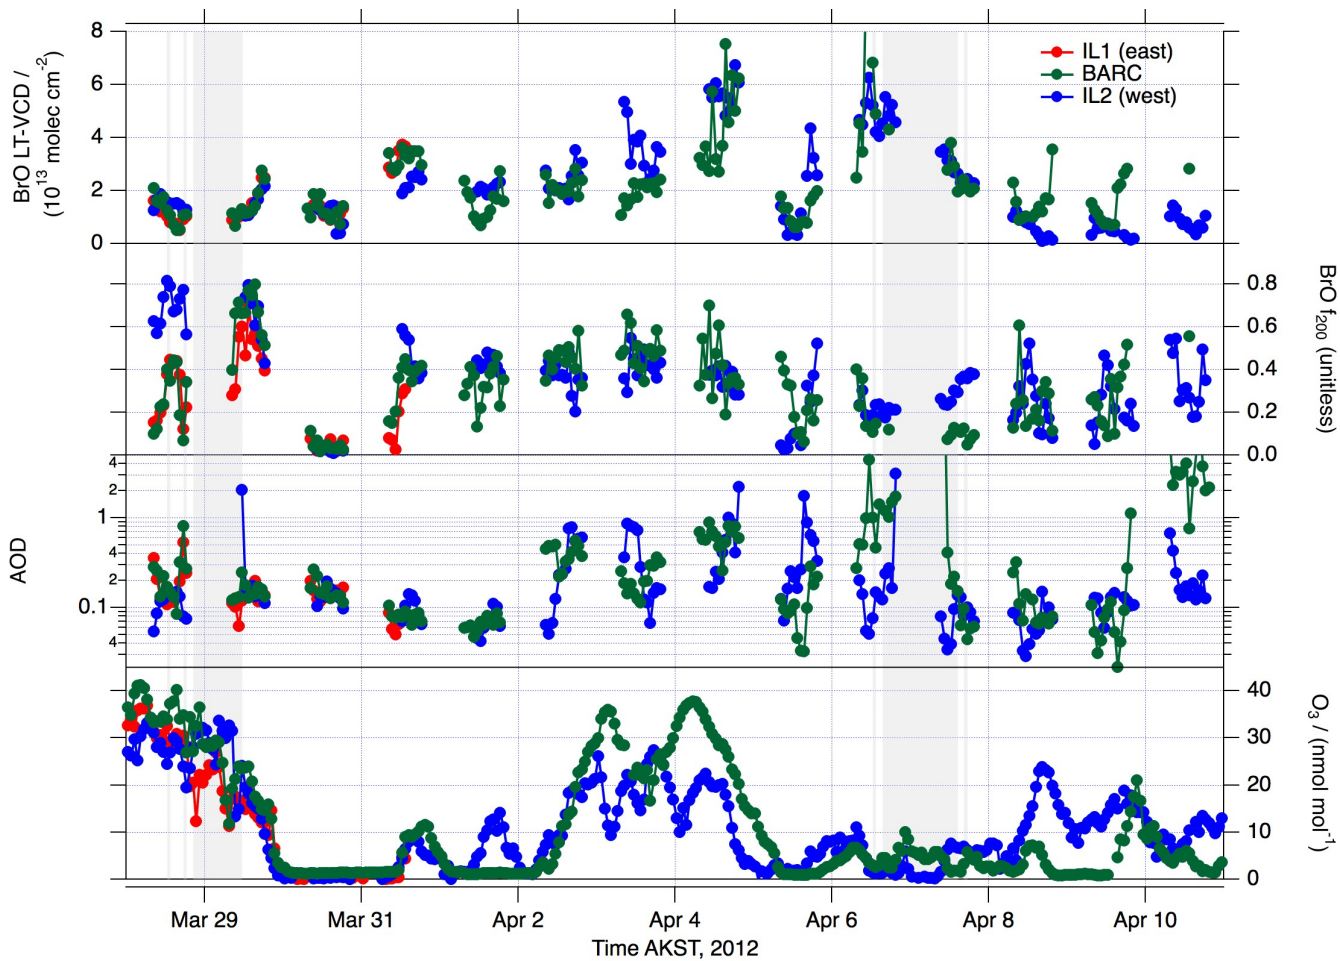 BrO LT-VCD /
(10¹³ molec cm⁻²)
8
6
4
2
0
IL1 (east)
BARC
IL2 (west)
BrO f₂₀₀ (unitless)
0.8
0.6
0.4
0.2
0.0
AOD
4
2
1
4
2
0.1
4
O₃ / (nmol mol⁻¹)
40
30
20
10
0
Mar 29
Mar 31
Apr 2
Apr 4
Apr 6
Apr 8
Apr 10
Time AKST, 2012